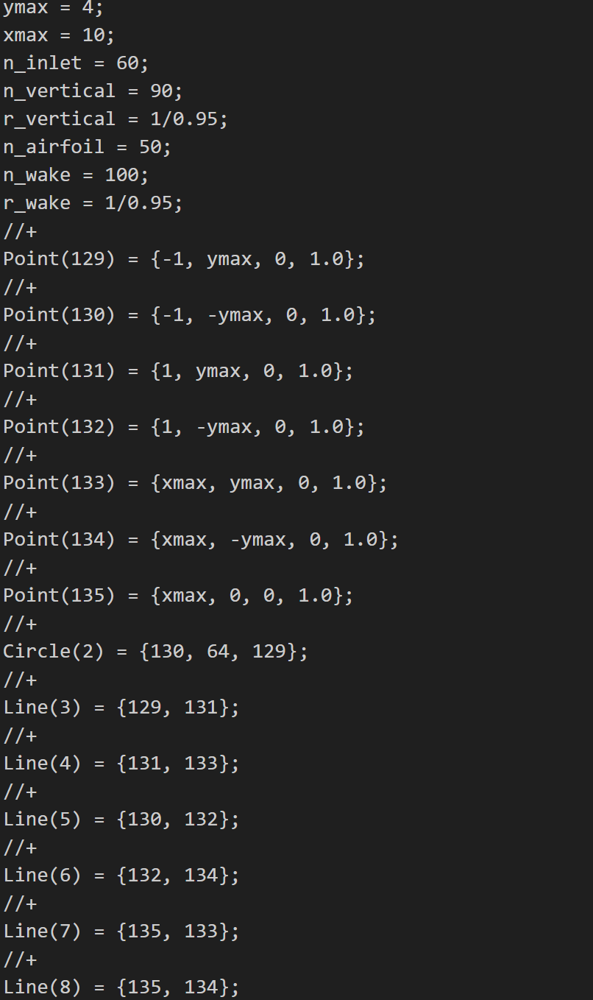 ymax = 4;
xmax = 10;
n_inlet = 60;
n_vertical = 90;
r_vertical = 1/0.95;
n_airfoil = 50;
n_wake = 100;
r_wake = 1/0.95;
//+
Point(129) = {-1, ymax, 0, 1.0};
//+
Point(130) = {-1, -ymax, 0, 1.0};
//+
Point(131) = {1, ymax, 0, 1.0};
//+
Point(132) = {1, -ymax, 0, 1.0};
//+
Point(133) = {xmax, ymax, 0, 1.0};
//+
Point(134) = {xmax, -ymax, 0, 1.0};
//+
Point(135) = {xmax, 0, 0, 1.0};
//+
Circle(2) = {130, 64, 129};
//+
Line(3) = {129, 131};
//+
Line(4) = {131, 133};
//+
Line(5) = {130, 132};
//+
Line(6) = {132, 134};
//+
Line(7) = {135, 133};
//+
Line(8) = {135, 134};